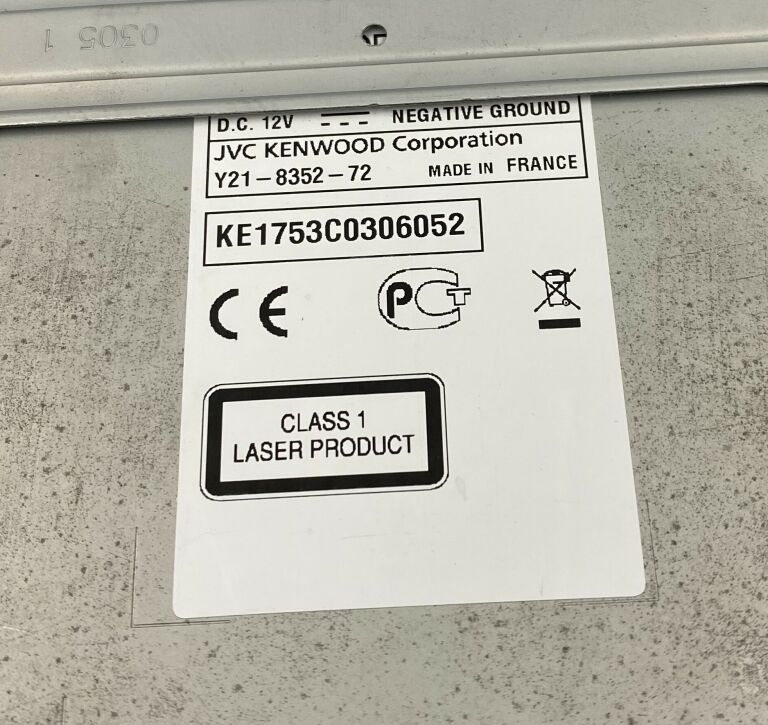 0305 1
D.C. 12V NEGATIVE GROUND
JVC KENWOOD Corporation
Y21-8352-72 MADE IN FRANCE
KE1753C0306052
CE PCT
CLASS 1
LASER PRODUCT